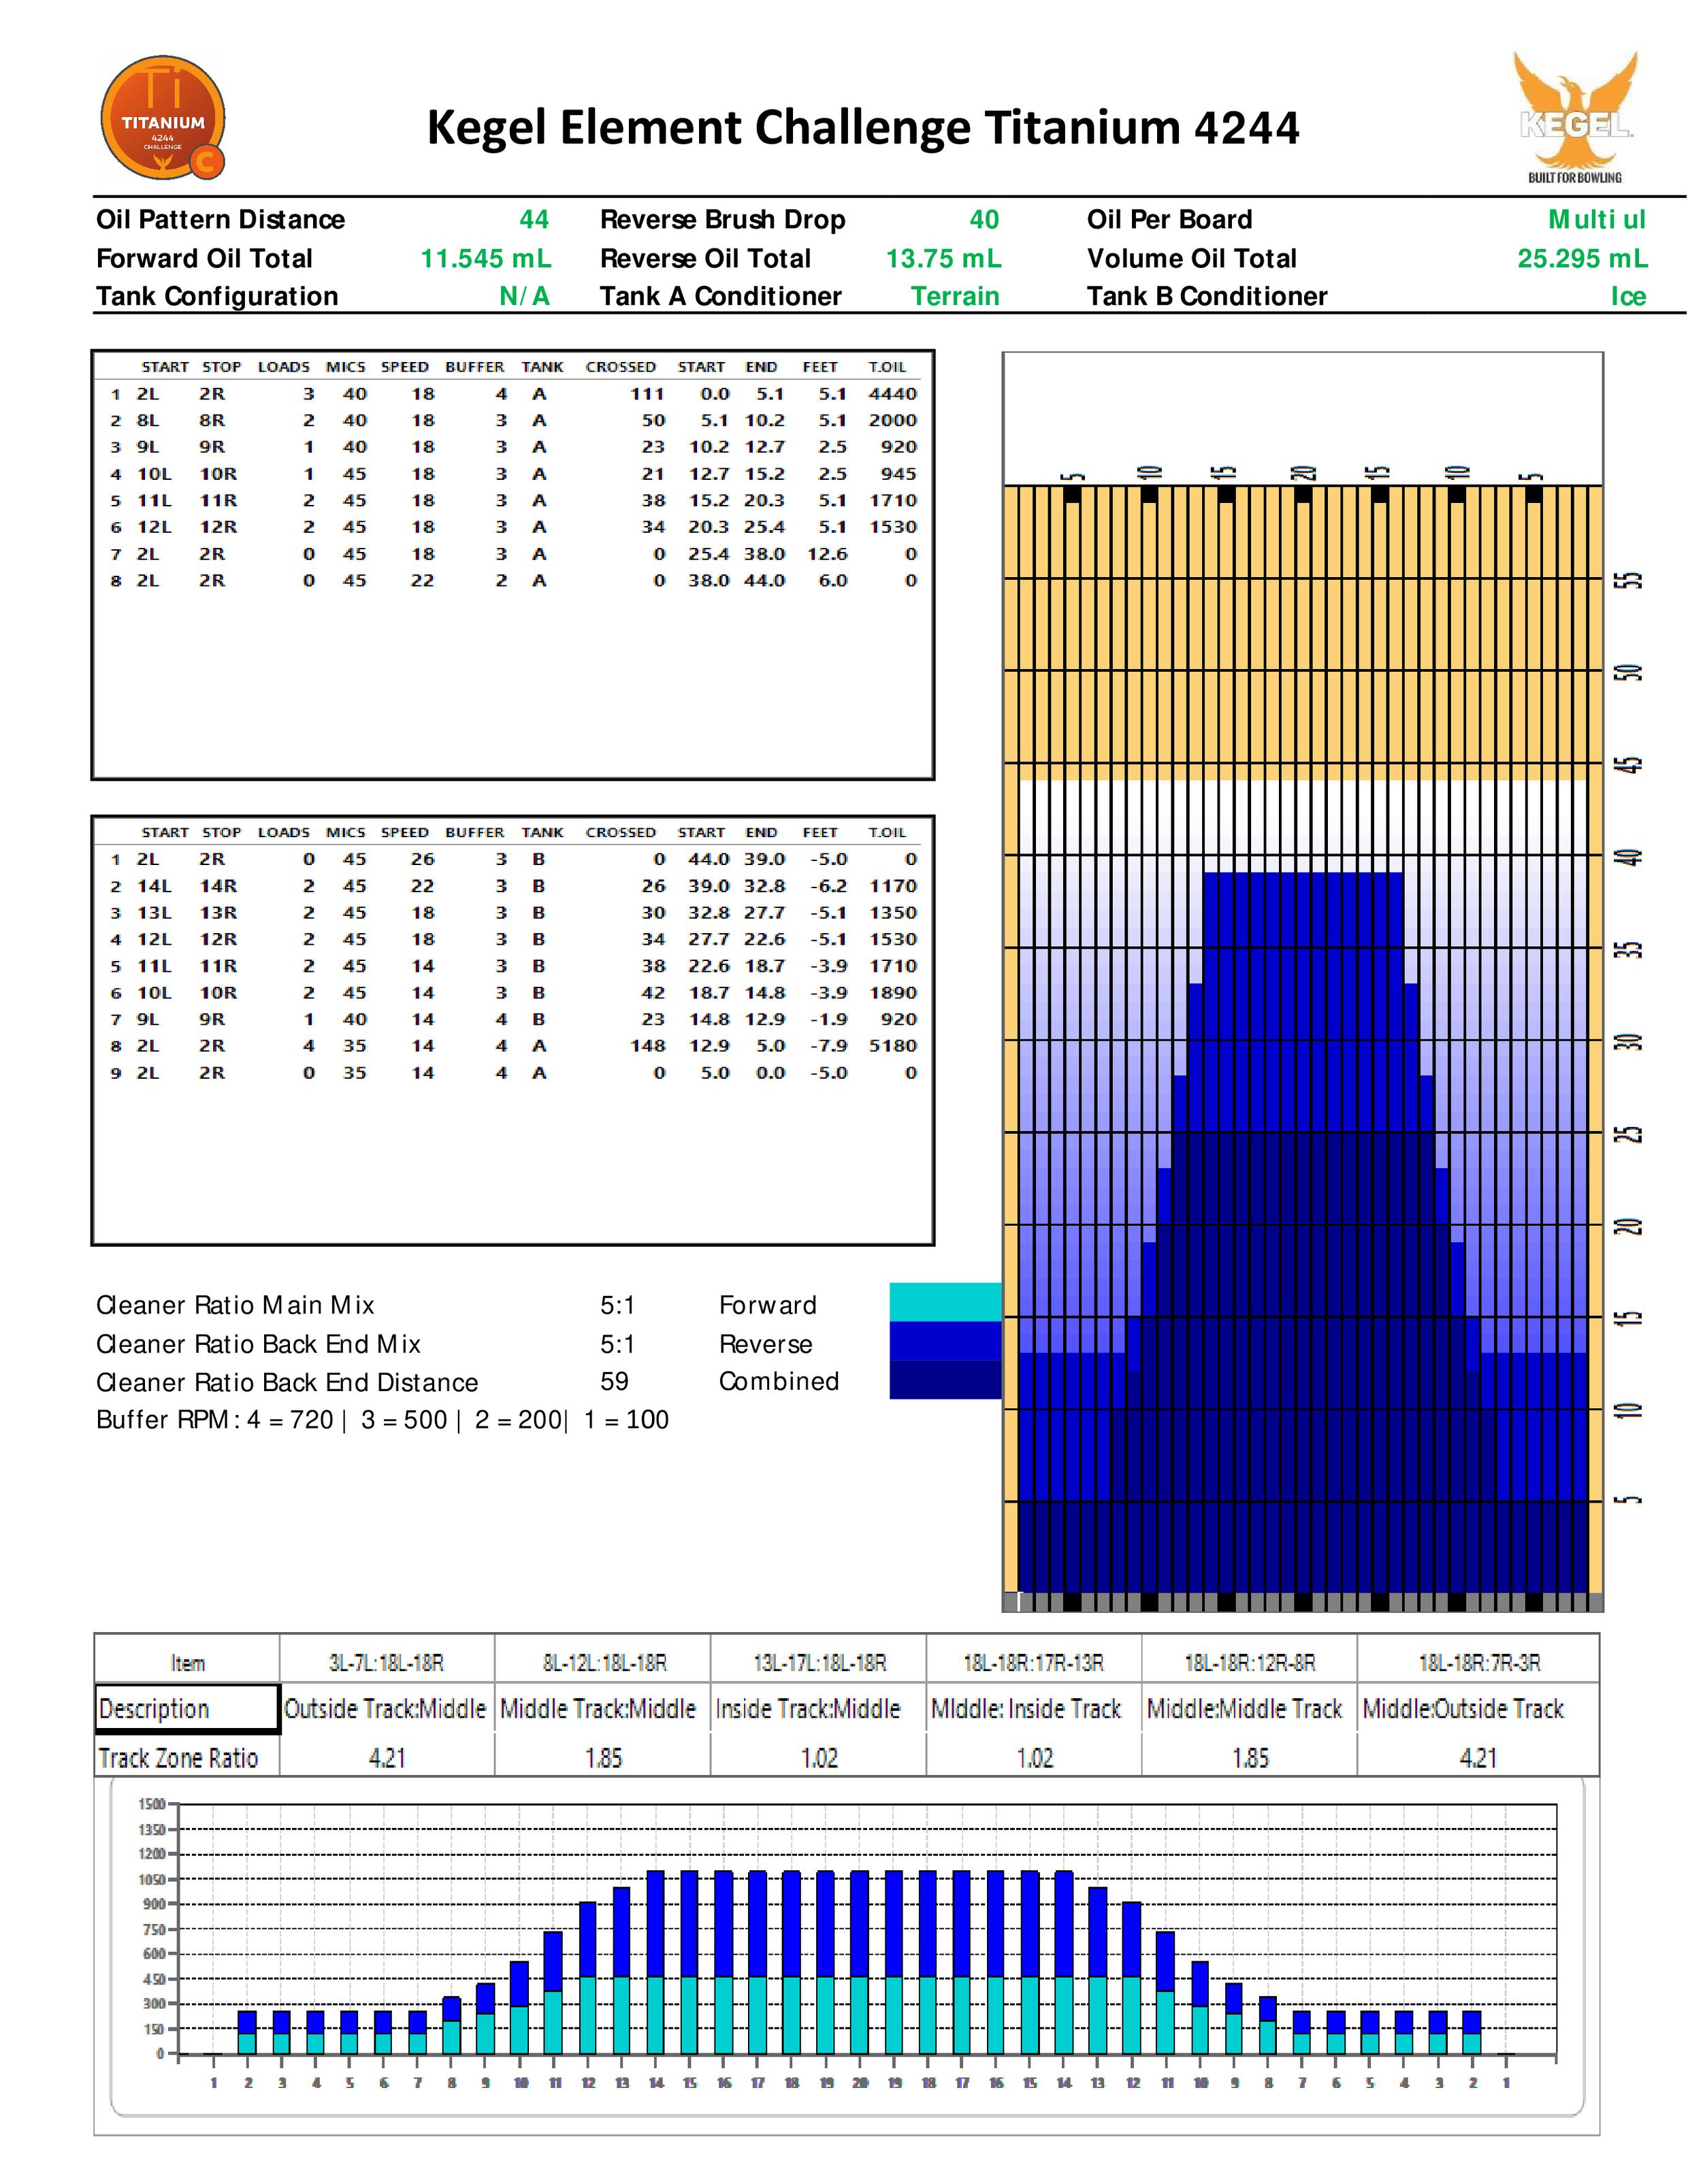 Ti
TITANIUM
4244
CHALLENGE
C
Kegel Element Challenge Titanium 4244
KEGEL
BUILT FOR BOWLING
Oil Pattern Distance 44 Reverse Brush Drop 40 Oil Per Board Multi ul
Forward Oil Total 11.545 mL Reverse Oil Total 13.75 mL Volume Oil Total 25.295 mL
Tank Configuration N/A Tank A Conditioner Terrain Tank B Conditioner Ice
START STOP LOADS MICS SPEED BUFFER TANK CROSSED START END FEET T.OIL
1 2L 2R 3 40 18 4 A 111 0.0 5.1 5.1 4440
2 8L 8R 2 40 18 3 A 50 5.1 10.2 5.1 2000
3 9L 9R 1 40 18 3 A 23 10.2 12.7 2.5 920
4 10L 10R 1 45 18 3 A 21 12.7 15.2 2.5 945
5 11L 11R 2 45 18 3 A 38 15.2 20.3 5.1 1710
6 12L 12R 2 45 18 3 A 34 20.3 25.4 5.1 1530
7 2L 2R 0 45 18 3 A 0 25.4 38.0 12.6 0
8 2L 2R 0 45 22 2 A 0 38.0 44.0 6.0 0
START STOP LOADS MICS SPEED BUFFER TANK CROSSED START END FEET T.OIL
1 2L 2R 0 45 26 3 B 0 44.0 39.0 -5.0 0
2 14L 14R 2 45 22 3 B 26 39.0 32.8 -6.2 1170
3 13L 13R 2 45 18 3 B 30 32.8 27.7 -5.1 1350
4 12L 12R 2 45 18 3 B 34 27.7 22.6 -5.1 1530
5 11L 11R 2 45 14 3 B 38 22.6 18.7 -3.9 1710
6 10L 10R 2 45 14 3 B 42 18.7 14.8 -3.9 1890
7 9L 9R 1 40 14 4 B 23 14.8 12.9 -1.9 920
8 2L 2R 4 35 14 4 A 148 12.9 5.0 -7.9 5180
9 2L 2R 0 35 14 4 A 0 5.0 0.0 -5.0 0
Cleaner Ratio Main Mix 5:1 Forward
Cleaner Ratio Back End Mix 5:1 Reverse
Cleaner Ratio Back End Distance 59 Combined
Buffer RPM: 4 = 720 | 3 = 500 | 2 = 200| 1 = 100
5 10 15 20 15 10 5
55
50
45
40
35
30
25
20
15
10
5
Item 3L-7L:18L-18R 8L-12L:18L-18R 13L-17L:18L-18R 18L-18R:17R-13R 18L-18R:12R-8R 18L-18R:7R-3R
Description Outside Track:Middle Middle Track:Middle Inside Track:Middle MIddle: Inside Track Middle:Middle Track Middle:Outside Track
Track Zone Ratio 4.21 1.85 1.02 1.02 1.85 4.21
1500
1350
1200
1050
900
750
600
450
300
150
0
1 2 3 4 5 6 7 8 9 10 11 12 13 14 15 16 17 18 19 20 19 18 17 16 15 14 13 12 11 10 9 8 7 6 5 4 3 2 1